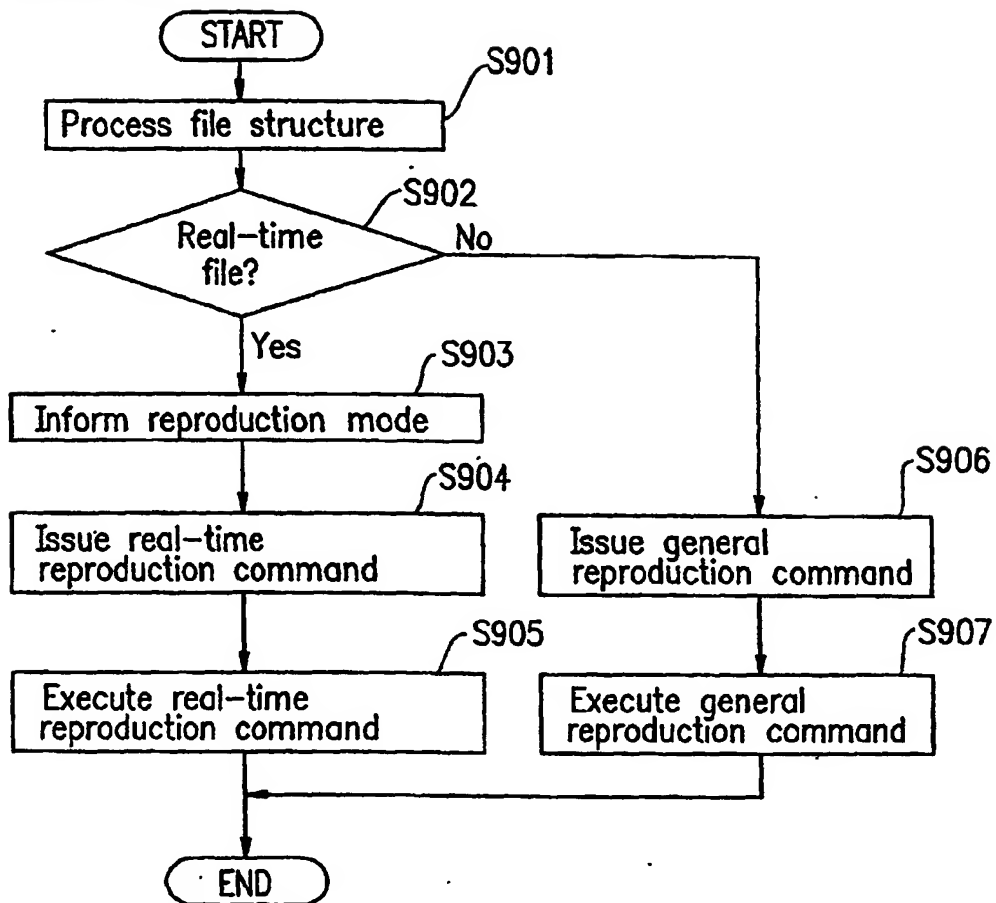 START
S901
Process file structure
S902
Real-time
file?
No
Yes
S903
Inform reproduction mode
S904
Issue real-time
reproduction command
S906
Issue general
reproduction command
S905
Execute real-time
reproduction command
S907
Execute general
reproduction command
END